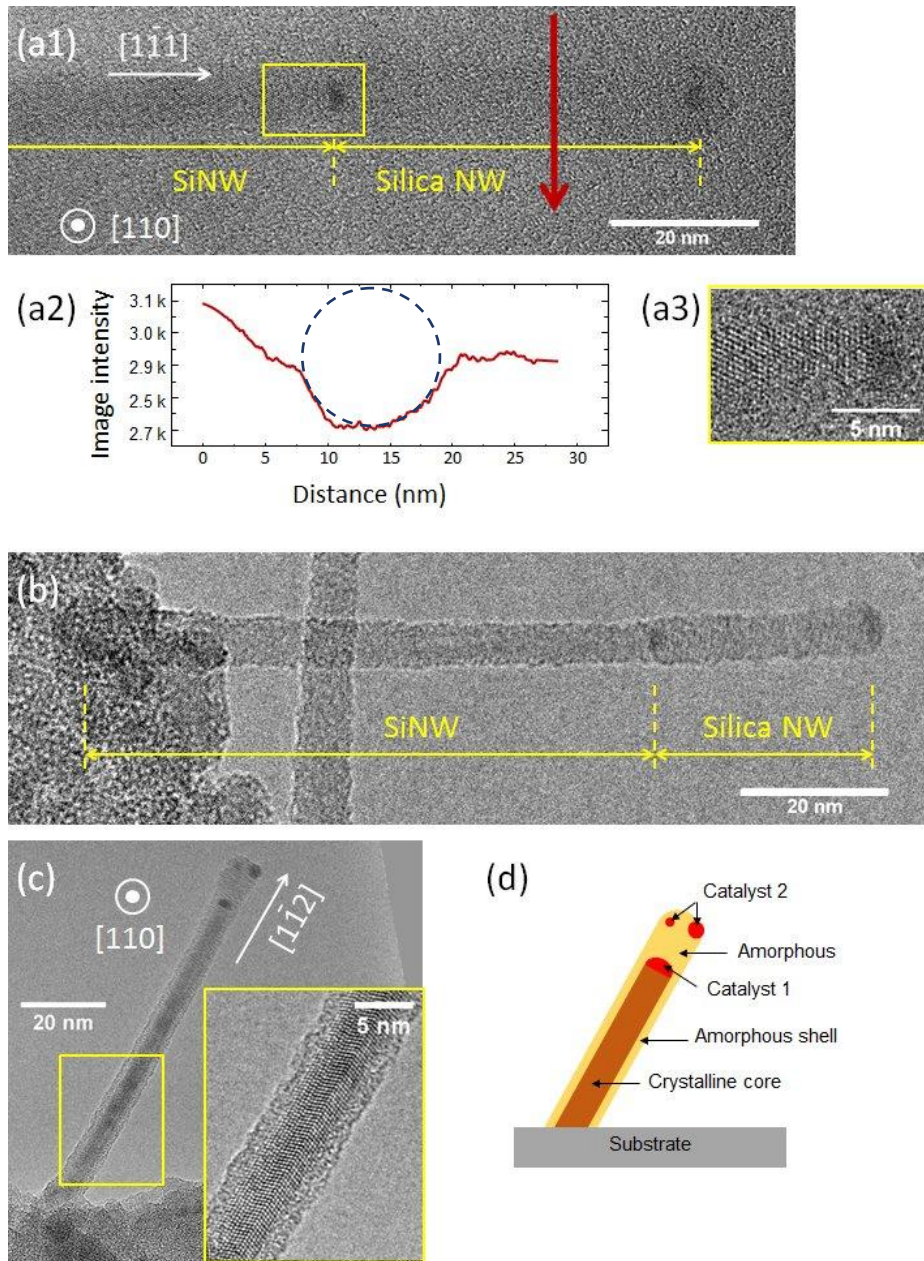 (a1)
[11̄1]
SiNW
Silica NW
[110]
20 nm
(a2)
Image intensity
3.1 k
3.0 k
2.9 k
2.5 k
2.7 k
0
5
10
15
20
25
30
Distance (nm)
(a3)
5 nm
(b)
SiNW
Silica NW
20 nm
(c)
[110]
[11̄2]
20 nm
5 nm
(d)
Catalyst 2
Amorphous
Catalyst 1
Amorphous shell
Crystalline core
Substrate